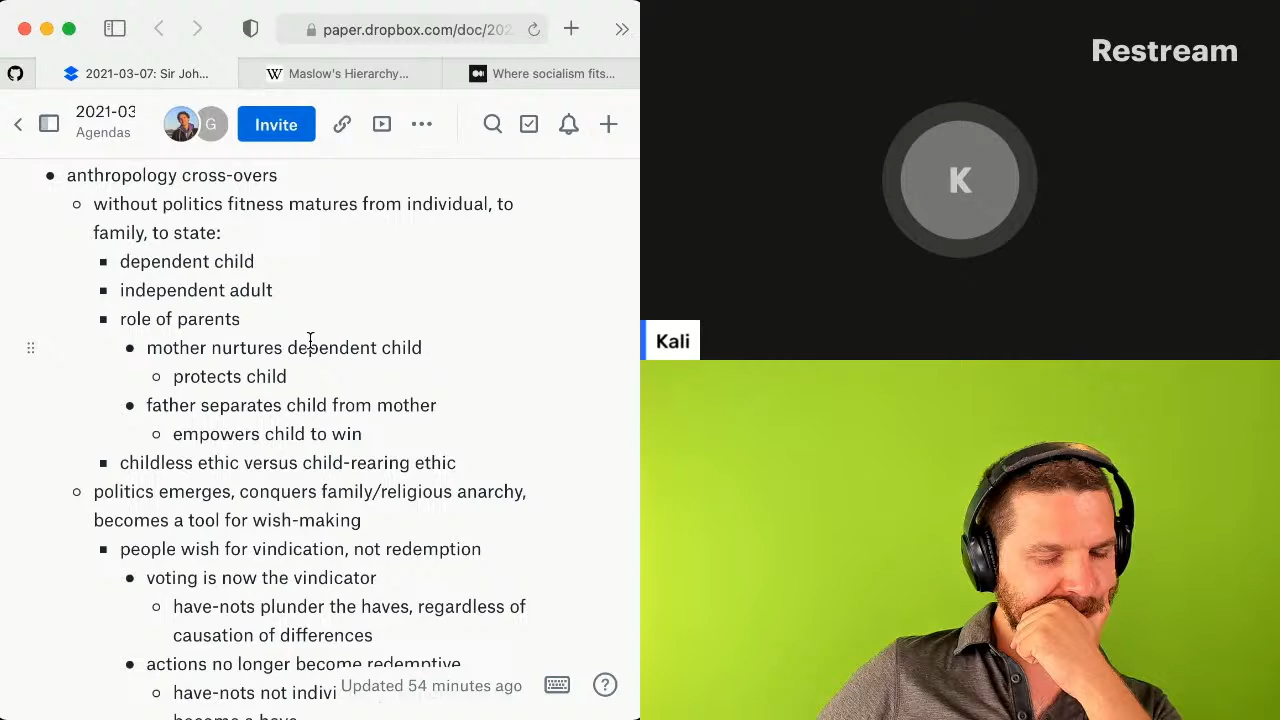 paper.dropbox.com/doc/202
2021-03-07: Sir Joh...
Maslow's Hierarchy...
Where socialism fits...
2021-03
Agendas
G
Invite
anthropology cross-overs
without politics fitness matures from individual, to
family, to state:
dependent child
independent adult
role of parents
mother nurtures dependent child
protects child
father separates child from mother
empowers child to win
childless ethic versus child-rearing ethic
politics emerges, conquers family/religious anarchy,
becomes a tool for wish-making
people wish for vindication, not redemption
voting is now the vindicator
have-nots plunder the haves, regardless of
causation of differences
actions no longer become redemptive
have-nots not indivi
become a have
Updated 54 minutes ago
Restream
K
Kali